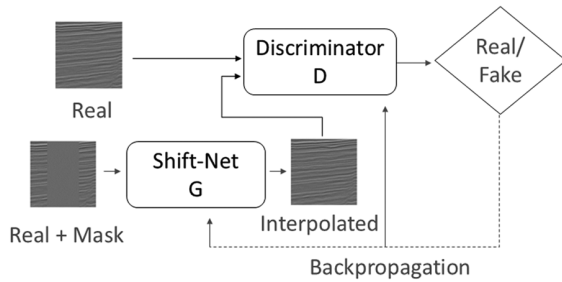 Discriminator
D
Real/
Fake
Real
Shift-Net
G
Real + Mask
Interpolated
Backpropagation